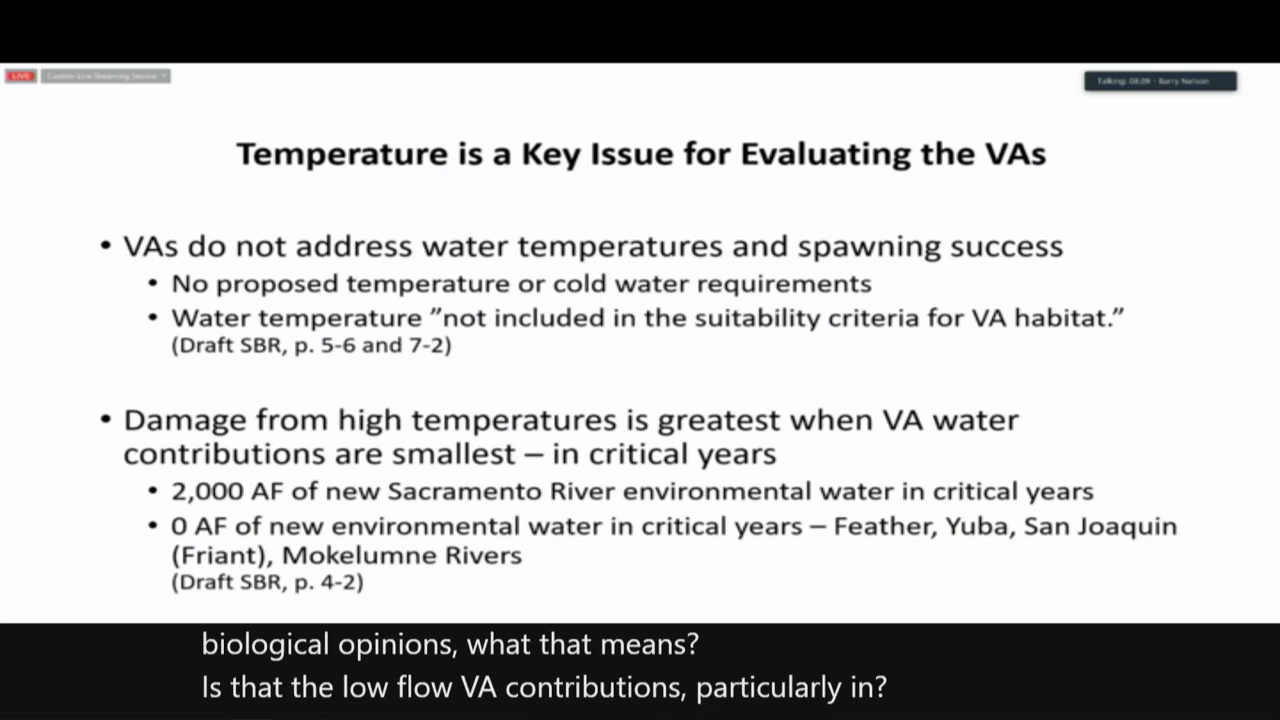 LIVE
Custom Live Streaming Service
Talking: 08:09 - Barry Nelson
Temperature is a Key Issue for Evaluating the VAs
• VAs do not address water temperatures and spawning success
• No proposed temperature or cold water requirements
• Water temperature ”not included in the suitability criteria for VA habitat.”
(Draft SBR, p. 5-6 and 7-2)
• Damage from high temperatures is greatest when VA water
contributions are smallest – in critical years
• 2,000 AF of new Sacramento River environmental water in critical years
• 0 AF of new environmental water in critical years – Feather, Yuba, San Joaquin
(Friant), Mokelumne Rivers
(Draft SBR, p. 4-2)
biological opinions, what that means?
Is that the low flow VA contributions, particularly in?